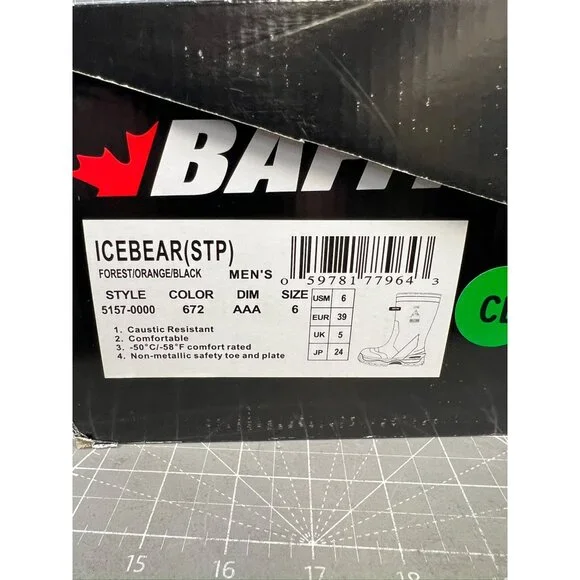 BAFFI
ICEBEAR(STP)
FOREST/ORANGE/BLACK MEN'S
STYLE COLOR DIM SIZE
5157-0000 672 AAA 6
1. Caustic Resistant
2. Comfortable
3. -50°C/-58°F comfort rated
4. Non-metallic safety toe and plate
0 59781 77964 3
USM 6
EUR 39
UK 5
JP 24
15 16 17 18